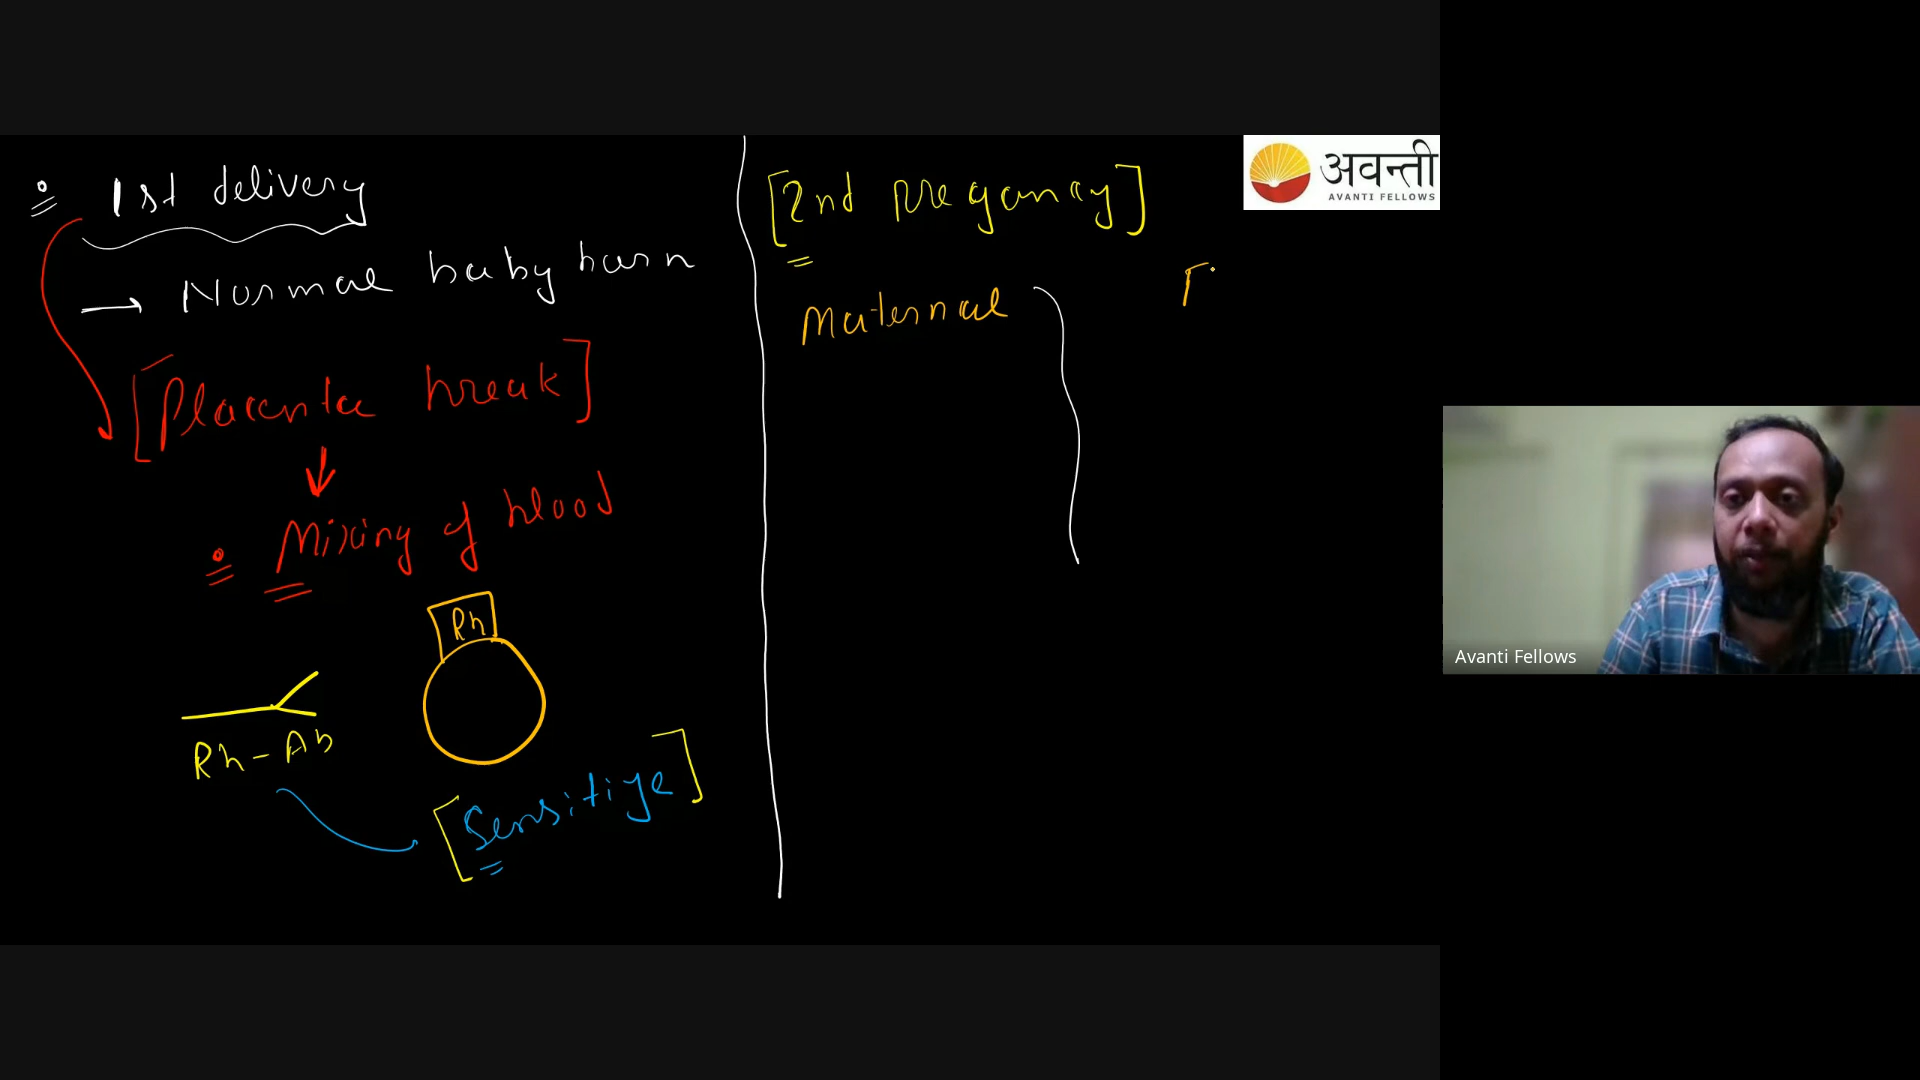 1st delivery
→ Normal baby born
[Placenta break]
↓
Mixing of blood
Rh
Rh-Ab
[Sensitize]
[2nd pregancy]
Maternal
अवन्ती
AVANTI FELLOWS
Avanti Fellows